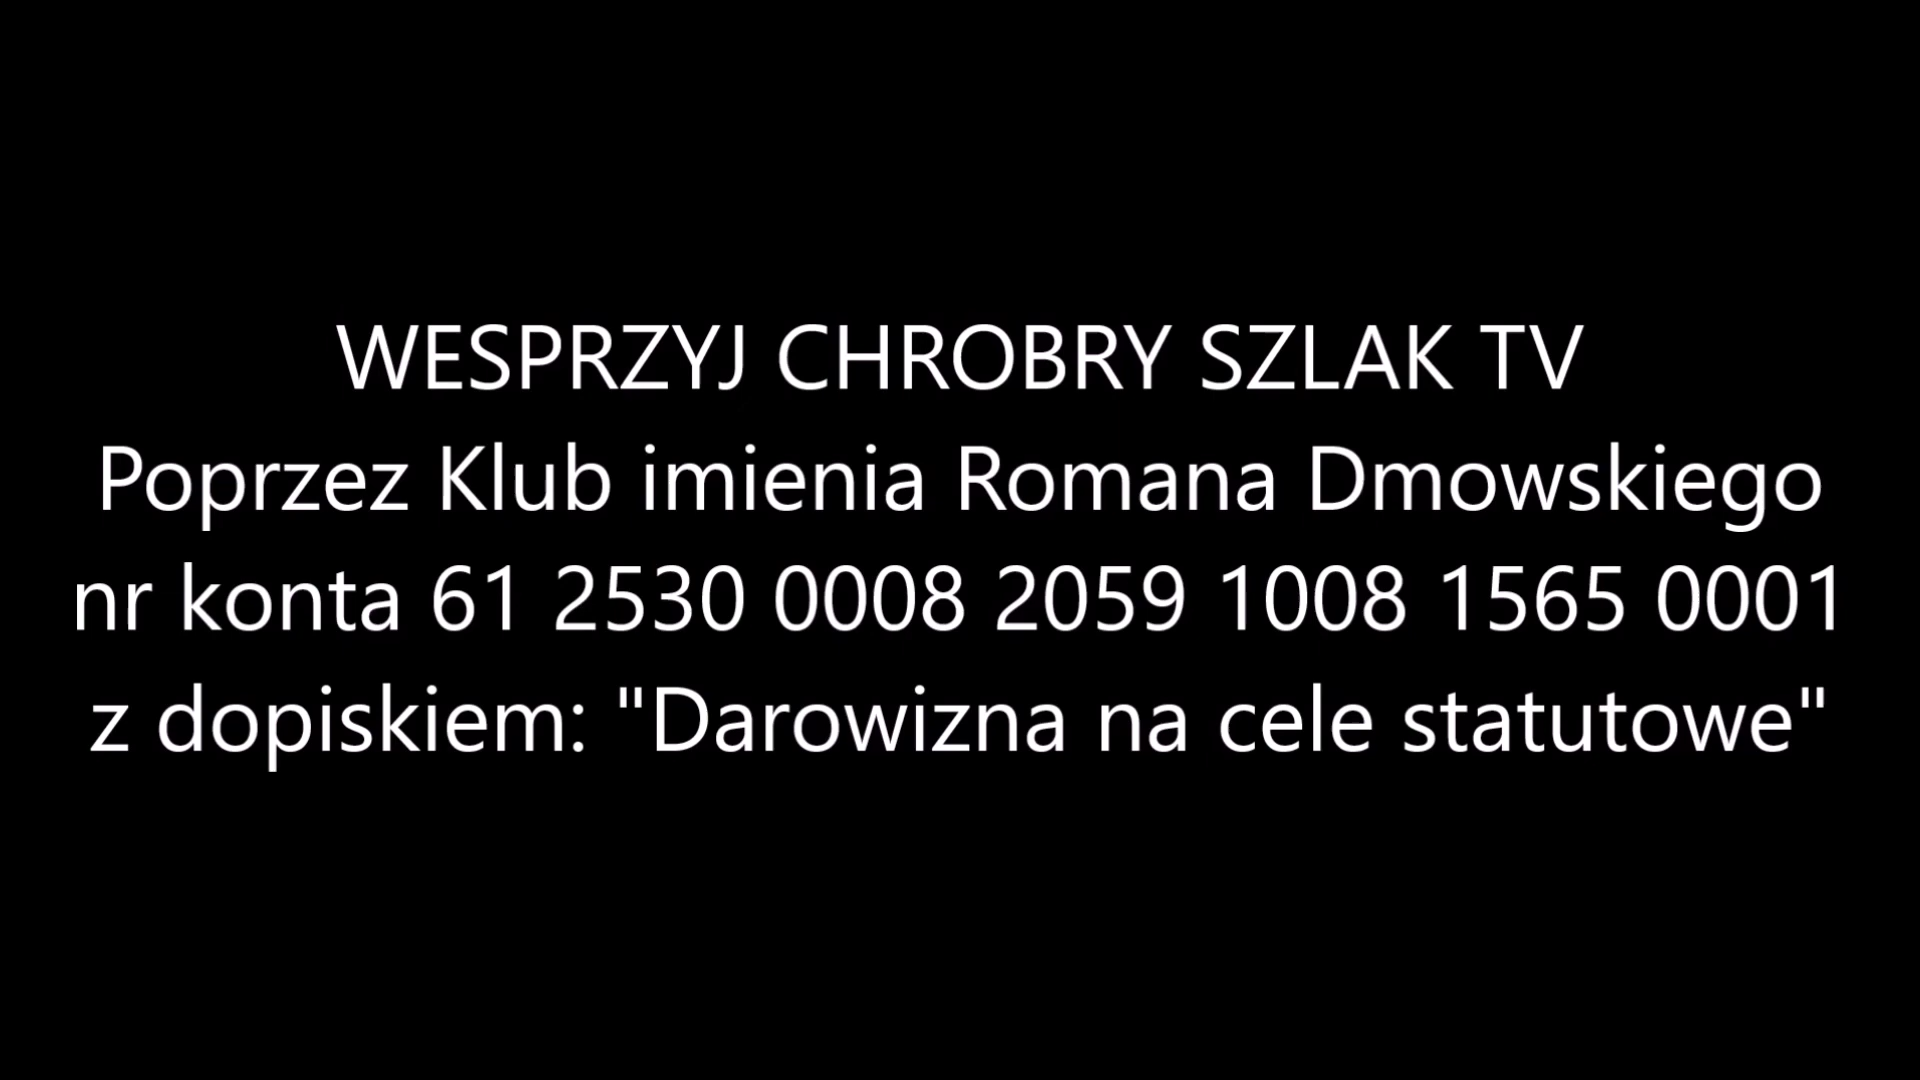 WESPRZYJ CHROBRY SZLAK TV
Poprzez Klub imienia Romana Dmowskiego
nr konta 61 2530 0008 2059 1008 1565 0001
z dopiskiem: "Darowizna na cele statutowe"